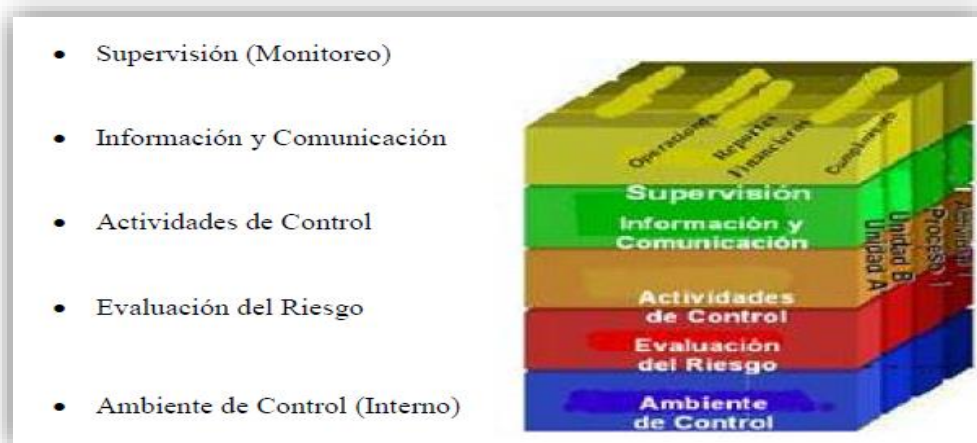 • Supervisión (Monitoreo)
• Información y Comunicación
• Actividades de Control
• Evaluación del Riesgo
• Ambiente de Control (Interno)
Operaciones
Reportes
Financieros
Cumplimiento
Supervisión
Información y
Comunicación
Actividades
de Control
Evaluación
del Riesgo
Ambiente
de Control
Unidad A
Unidad B
Proceso 1